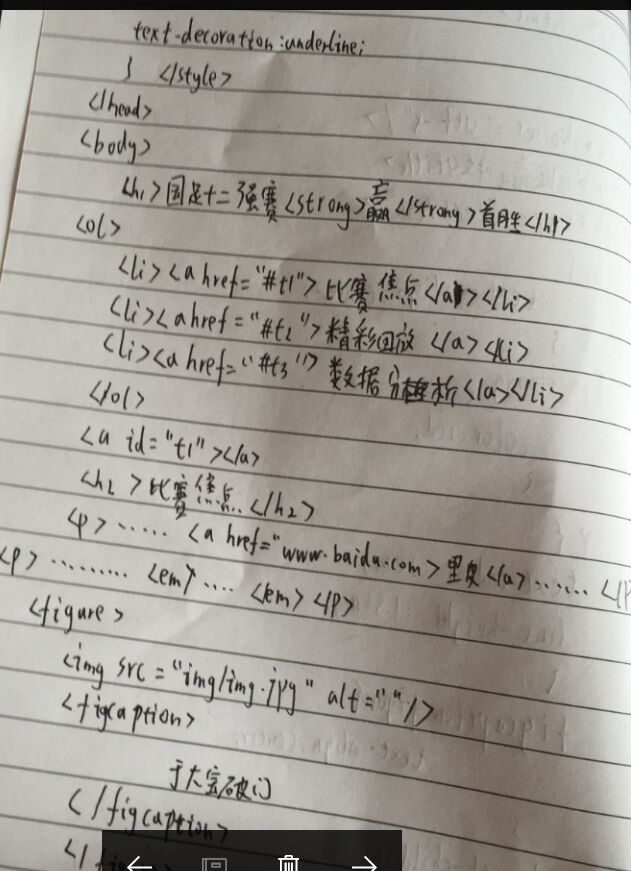 text-decoration:underline;
} </style>
</head>
<body>
<h1>国足十二强赛<strong>赢</strong>首胜</h1>
<ol>
<li><a href="#t1">比赛焦点</a></li>
<li><a href="#t2">精彩回放</a></li>
<li><a href="#t3">数据分析</a></li>
</ol>
<a id="t1"></a>
<h2>比赛焦点</h2>
<p>......<a href="www.baidu.com>里皮</a>......</p
<p>.........<em>....</em></p>
<figure>
<img src="img/img.jpg" alt=" "/>
<figcaption>
于大宝破门
</figcaption>
</